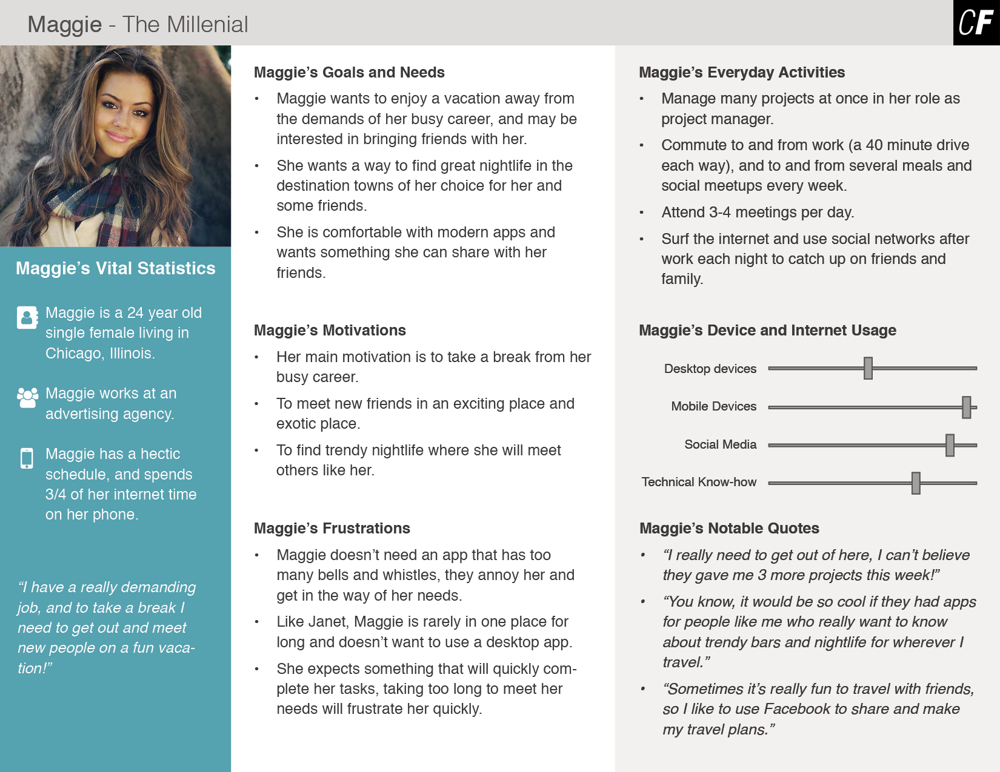 Maggie - The Millenial
CF
Maggie’s Vital Statistics
Maggie is a 24 year old
single female living in
Chicago, Illinois.
Maggie works at an
advertising agency.
Maggie has a hectic
schedule, and spends
3/4 of her internet time
on her phone.
“I have a really demanding
job, and to take a break I
need to get out and meet
new people on a fun vaca-
tion!”
Maggie’s Goals and Needs
• Maggie wants to enjoy a vacation away from
the demands of her busy career, and may be
interested in bringing friends with her.
• She wants a way to find great nightlife in the
destination towns of her choice for her and
some friends.
• She is comfortable with modern apps and
wants something she can share with her
friends.
Maggie’s Motivations
• Her main motivation is to take a break from her
busy career.
• To meet new friends in an exciting place and
exotic place.
• To find trendy nightlife where she will meet
others like her.
Maggie’s Frustrations
• Maggie doesn’t need an app that has too
many bells and whistles, they annoy her and
get in the way of her needs.
• Like Janet, Maggie is rarely in one place for
long and doesn’t want to use a desktop app.
• She expects something that will quickly com-
plete her tasks, taking too long to meet her
needs will frustrate her quickly.
Maggie’s Everyday Activities
• Manage many projects at once in her role as
project manager.
• Commute to and from work (a 40 minute drive
each way), and to and from several meals and
social meetups every week.
• Attend 3-4 meetings per day.
• Surf the internet and use social networks after
work each night to catch up on friends and
family.
Maggie’s Device and Internet Usage
Desktop devices
Mobile Devices
Social Media
Technical Know-how
Maggie’s Notable Quotes
• “I really need to get out of here, I can’t believe
they gave me 3 more projects this week!”
• “You know, it would be so cool if they had apps
for people like me who really want to know
about trendy bars and nightlife for wherever I
travel.”
• “Sometimes it’s really fun to travel with friends,
so I like to use Facebook to share and make
my travel plans.”